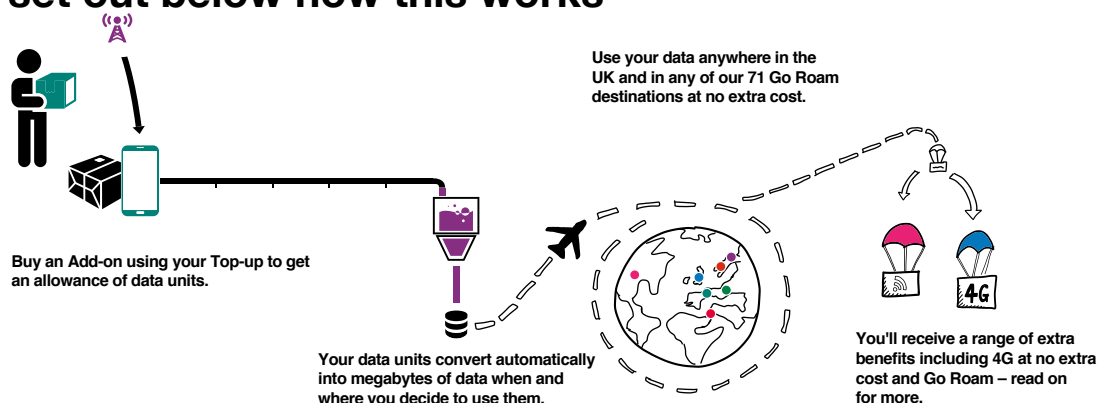 set out below how this works
Use your data anywhere in the
UK and in any of our 71 Go Roam
destinations at no extra cost.
Buy an Add-on using your Top-up to get
an allowance of data units.
Your data units convert automatically
into megabytes of data when and
where you decide to use them.
4G
You'll receive a range of extra
benefits including 4G at no extra
cost and Go Roam – read on
for more.